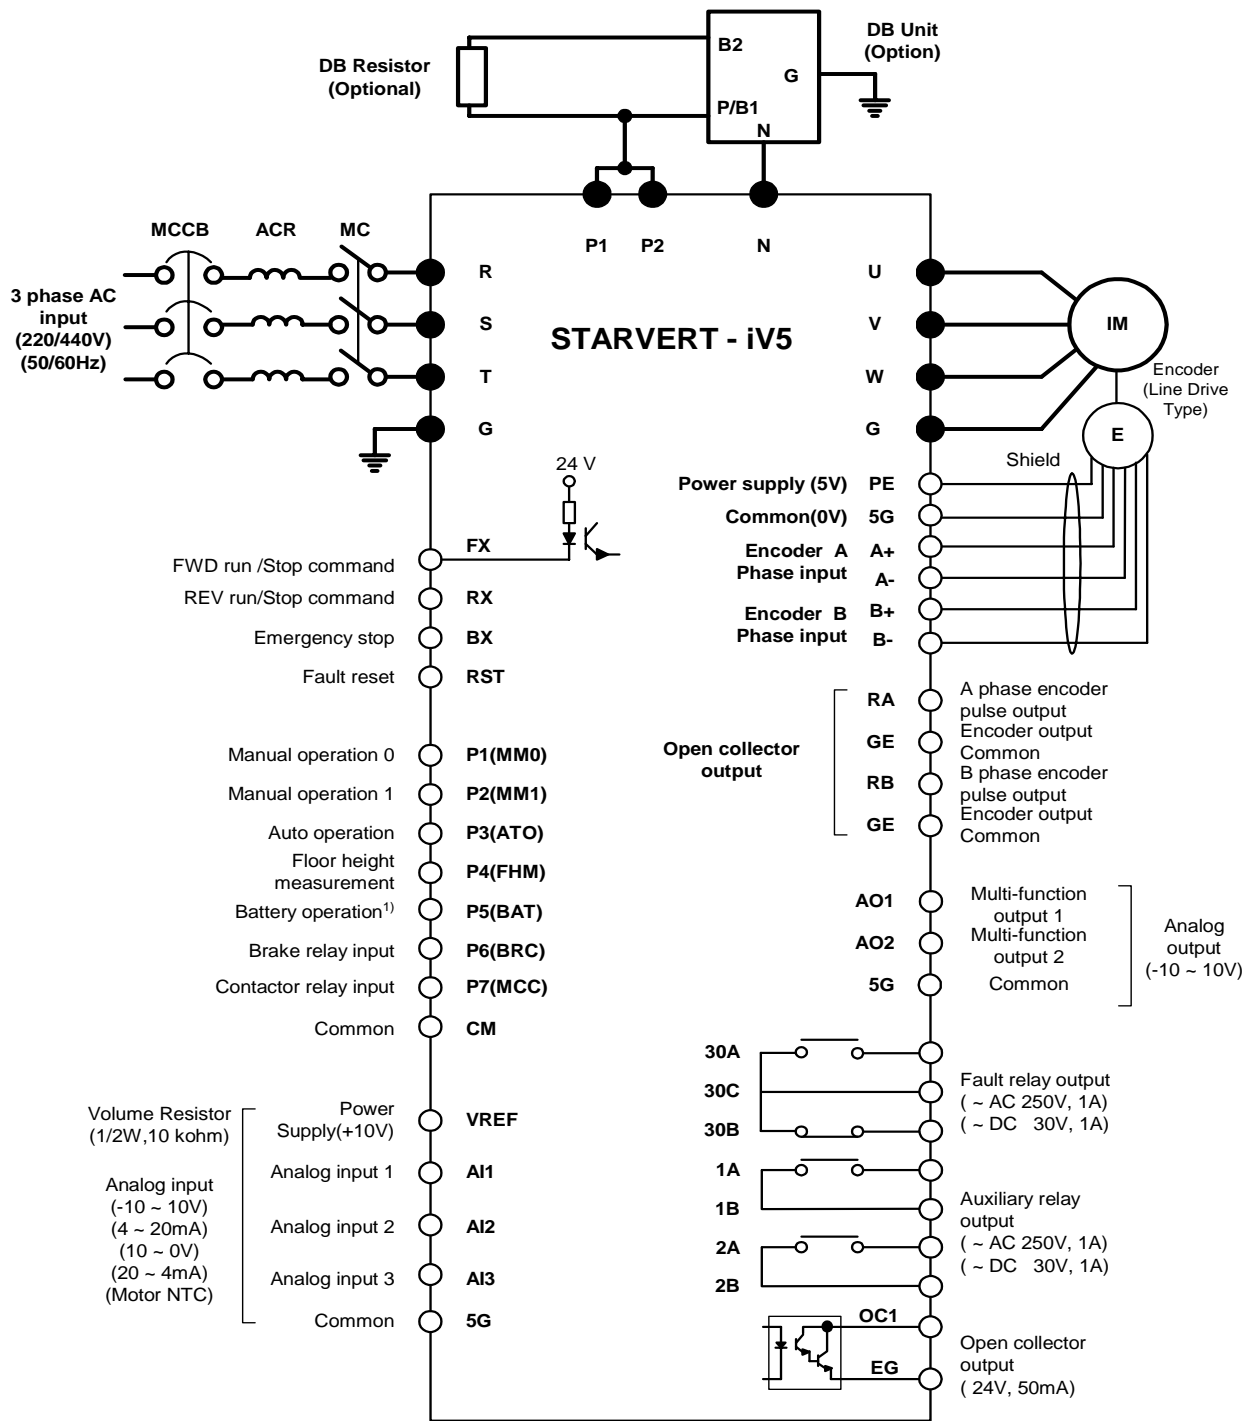 DB Resistor
(Optional)
B2
G
P/B1
N
DB Unit
(Option)
MCCB ACR MC
P1 P2 N
3 phase AC
input
(220/440V)
(50/60Hz)
R
S
T
G
STARVERT - iV5
U
V
W
G
IM
Encoder
(Line Drive
Type)
E
Shield
24 V
Power supply (5V) PE
Common(0V) 5G
Encoder A
Phase input
A+
A-
Encoder B
Phase input
B+
B-
FWD run /Stop command FX
REV run/Stop command RX
Emergency stop BX
Fault reset RST
Manual operation 0 P1(MM0)
Manual operation 1 P2(MM1)
Auto operation P3(ATO)
Floor height
measurement
P4(FHM)
Battery operation1) P5(BAT)
Brake relay input P6(BRC)
Contactor relay input P7(MCC)
Common CM
Volume Resistor
(1/2W,10 kohm)
Power
Supply(+10V)
VREF
Analog input
(-10 ~ 10V)
(4 ~ 20mA)
(10 ~ 0V)
(20 ~ 4mA)
(Motor NTC)
Analog input 1 AI1
Analog input 2 AI2
Analog input 3 AI3
Common 5G
Open collector
output
RA A phase encoder
pulse output
GE Encoder output
Common
RB B phase encoder
pulse output
GE Encoder output
Common
AO1 Multi-function
output 1
AO2 Multi-function
output 2
5G Common
Analog
output
(-10 ~ 10V)
30A
30C
30B
Fault relay output
( ~ AC 250V, 1A)
( ~ DC 30V, 1A)
1A
1B
2A
2B
Auxiliary relay
output
( ~ AC 250V, 1A)
( ~ DC 30V, 1A)
OC1
EG
Open collector
output
( 24V, 50mA)